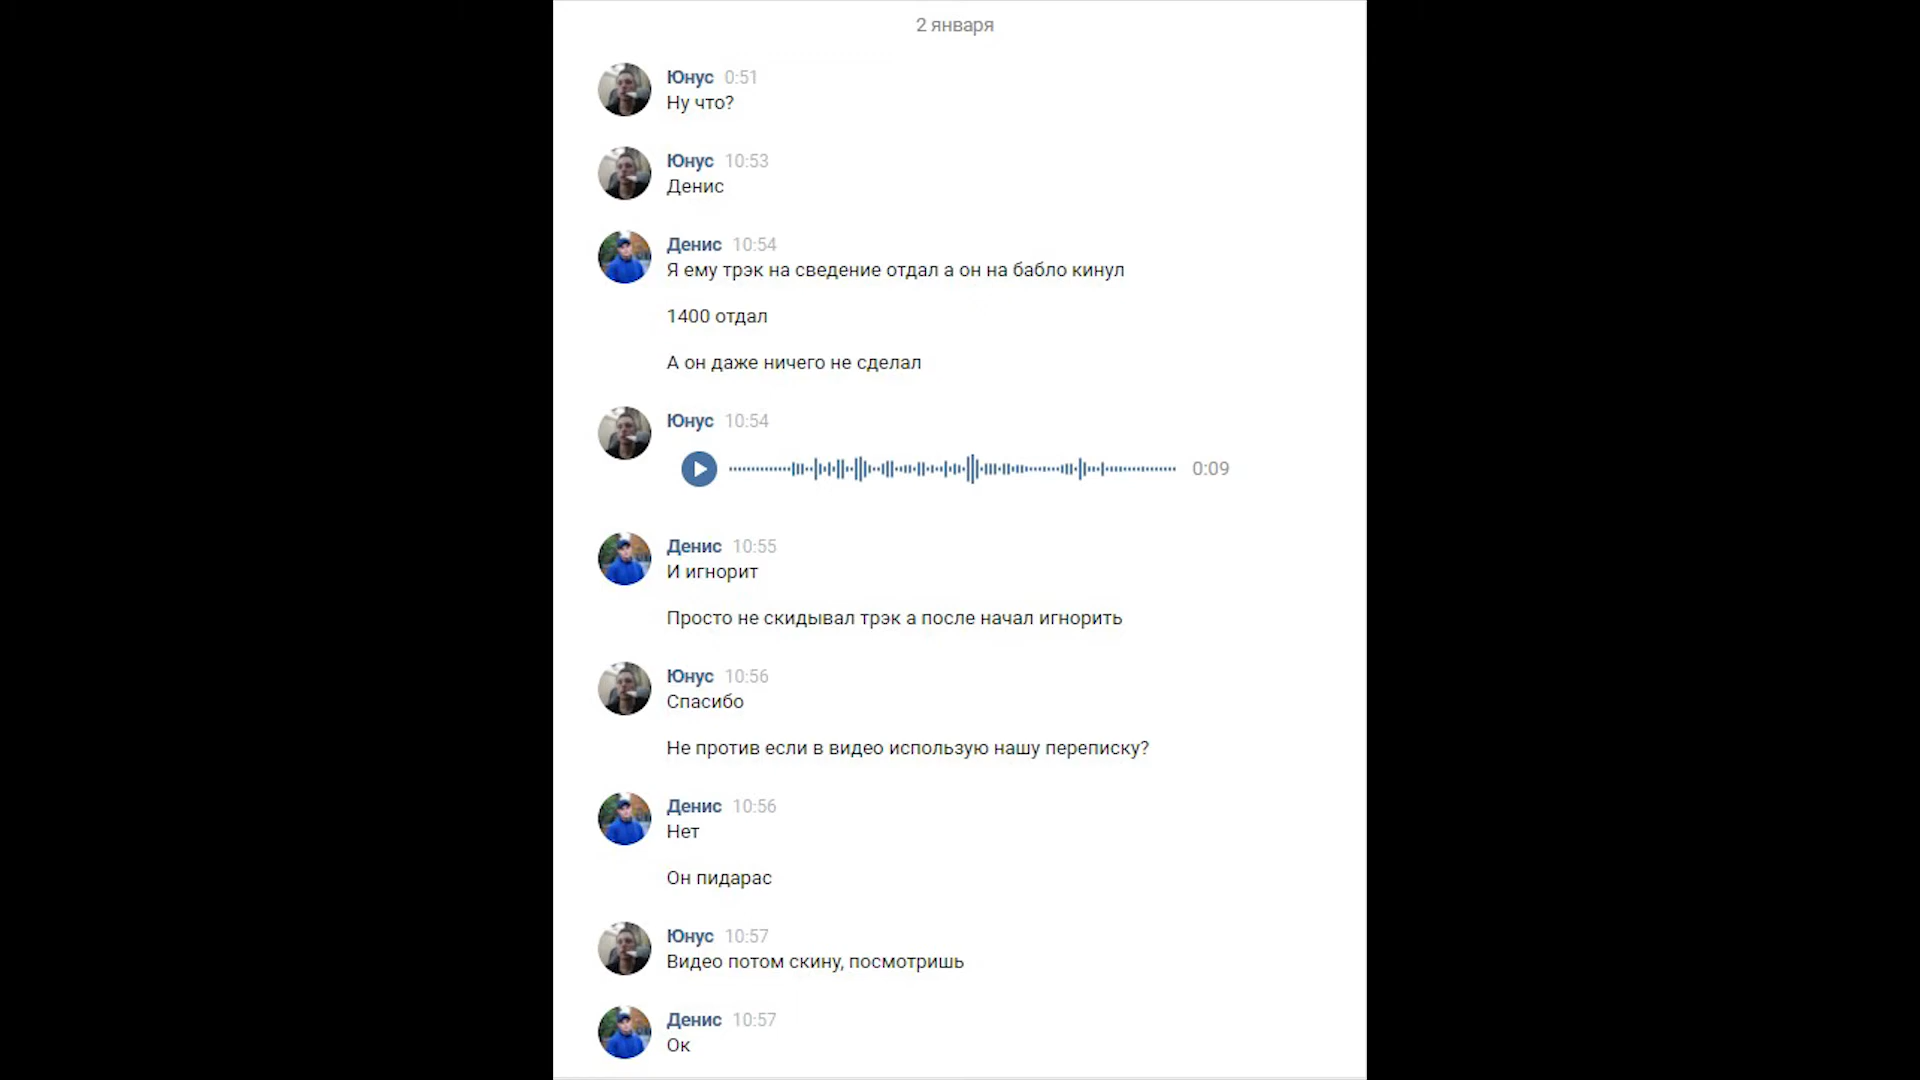 2 января
Юнус 0:51
Ну что?
Юнус 10:53
Денис
Денис 10:54
Я ему трэк на сведение отдал а он на бабло кинул
1400 отдал
А он даже ничего не сделал
Юнус 10:54
0:09
Денис 10:55
И игнорит
Просто не скидывал трэк а после начал игнорить
Юнус 10:56
Спасибо
Не против если в видео использую нашу переписку?
Денис 10:56
Нет
Он пидарас
Юнус 10:57
Видео потом скину, посмотришь
Денис 10:57
Ок